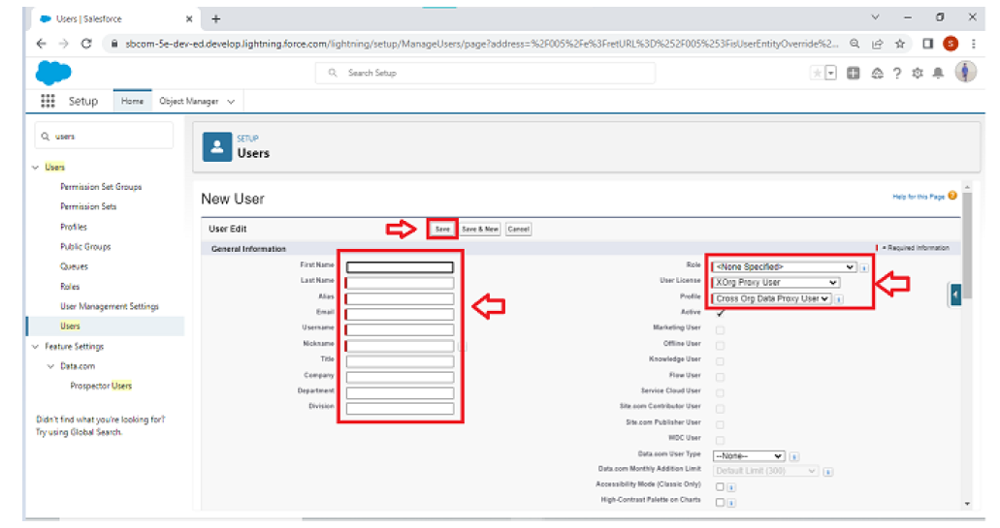 Users | Salesforce
sbcom-5e-dev-ed.develop.lightning.force.com/lightning/setup/ManageUsers/page?address=%2F005%2Fe%3FretURL%3D%252F005%253FisUserEntityOverride%2...
S
Search Setup
Setup
Home
Object Manager
users
SETUP
Users
Users
Permission Set Groups
Permission Sets
Profiles
Public Groups
Queues
Roles
User Management Settings
Users
Feature Settings
Data.com
Prospector Users
Didn't find what you're looking for?
Try using Global Search.
New User
Help for this Page
User Edit
Save
Save & New
Cancel
General Information
= Required Information
First Name
Last Name
Alias
Email
Username
Nickname
Title
Company
Department
Division
Role
<None Specified>
User License
XOrg Proxy User
Profile
Cross Org Data Proxy User
Active
Marketing User
Offline User
Knowledge User
Flow User
Service Cloud User
Site.com Contributor User
Site.com Publisher User
WDC User
Data.com User Type
--None--
Data.com Monthly Addition Limit
Default Limit (300)
Accessibility Mode (Classic Only)
High-Contrast Palette on Charts